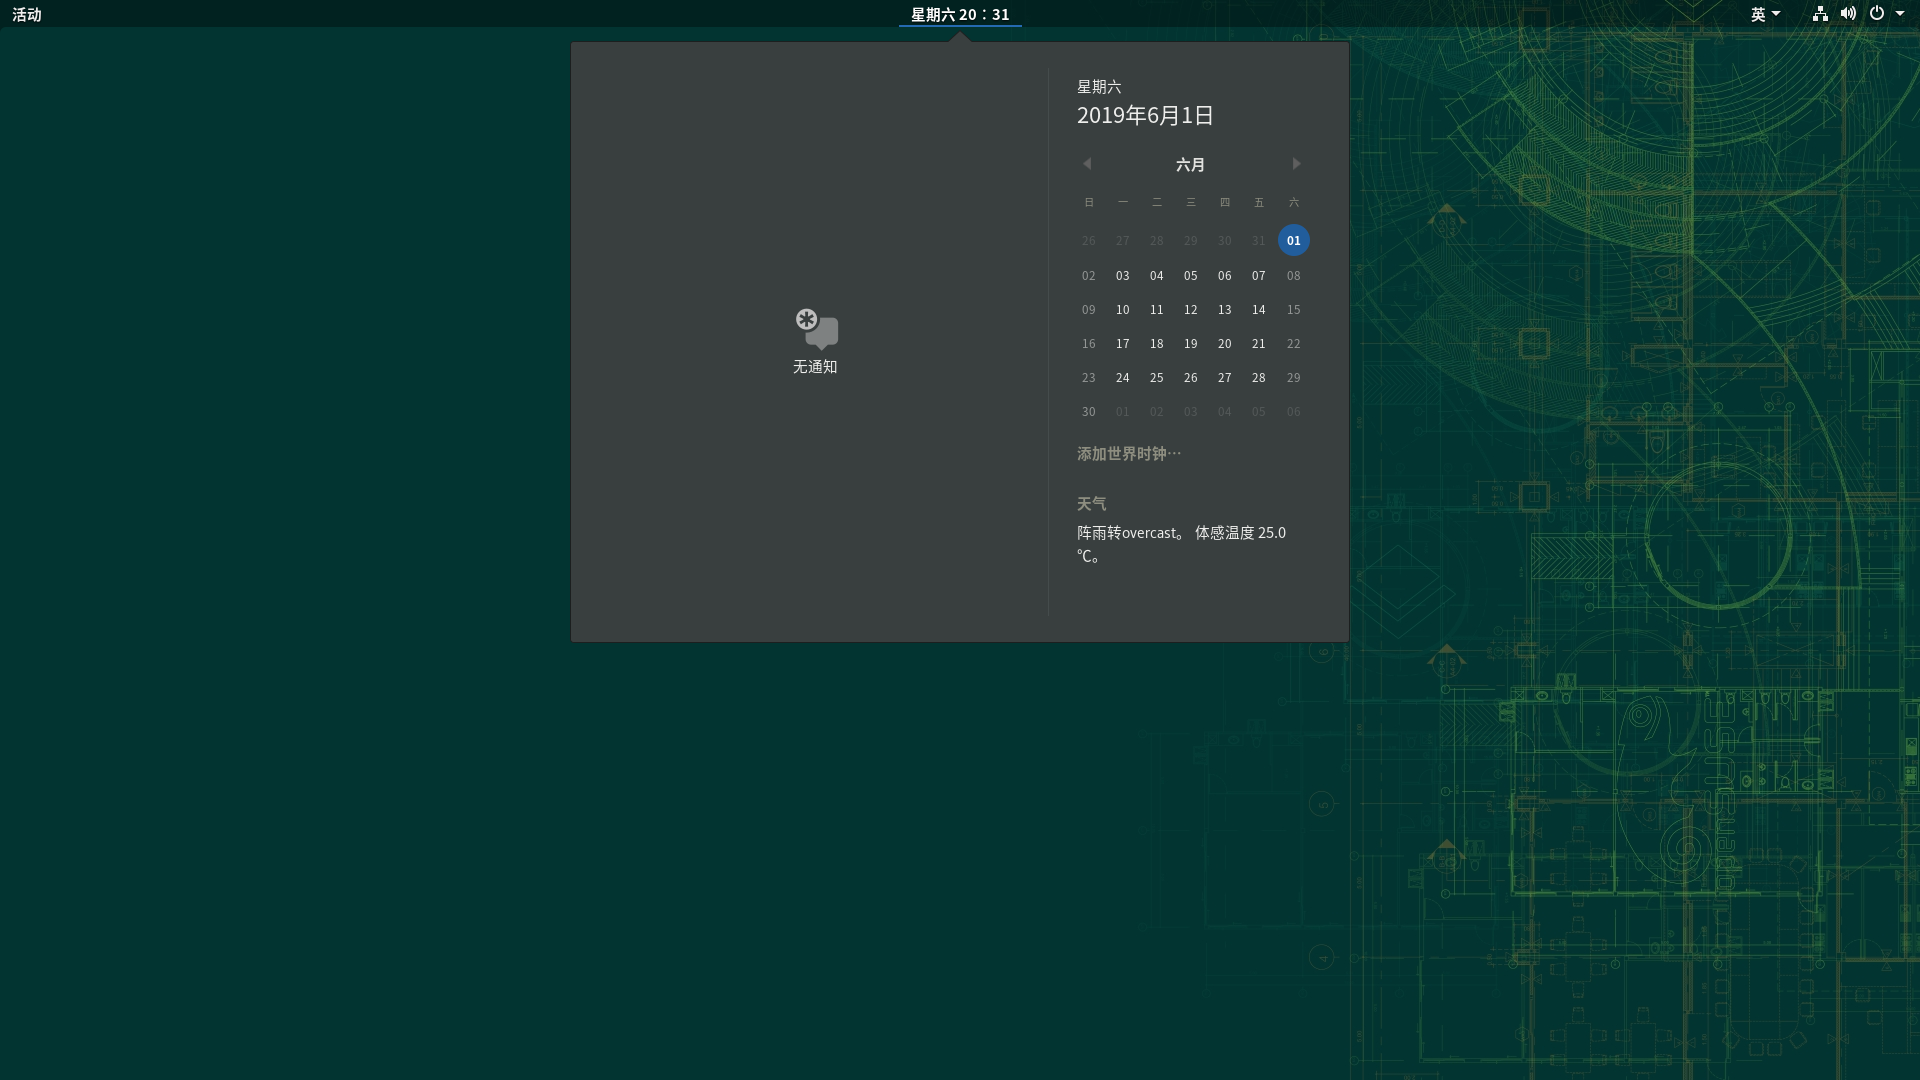 活动
星期六 20：31
英
星期六
2019年6月1日
六月
日 一 二 三 四 五 六
26 27 28 29 30 31 01
02 03 04 05 06 07 08
09 10 11 12 13 14 15
16 17 18 19 20 21 22
23 24 25 26 27 28 29
30 01 02 03 04 05 06
无通知
添加世界时钟…
天气
阵雨转overcast。 体感温度 25.0
℃。
6
5
4
openSUSE